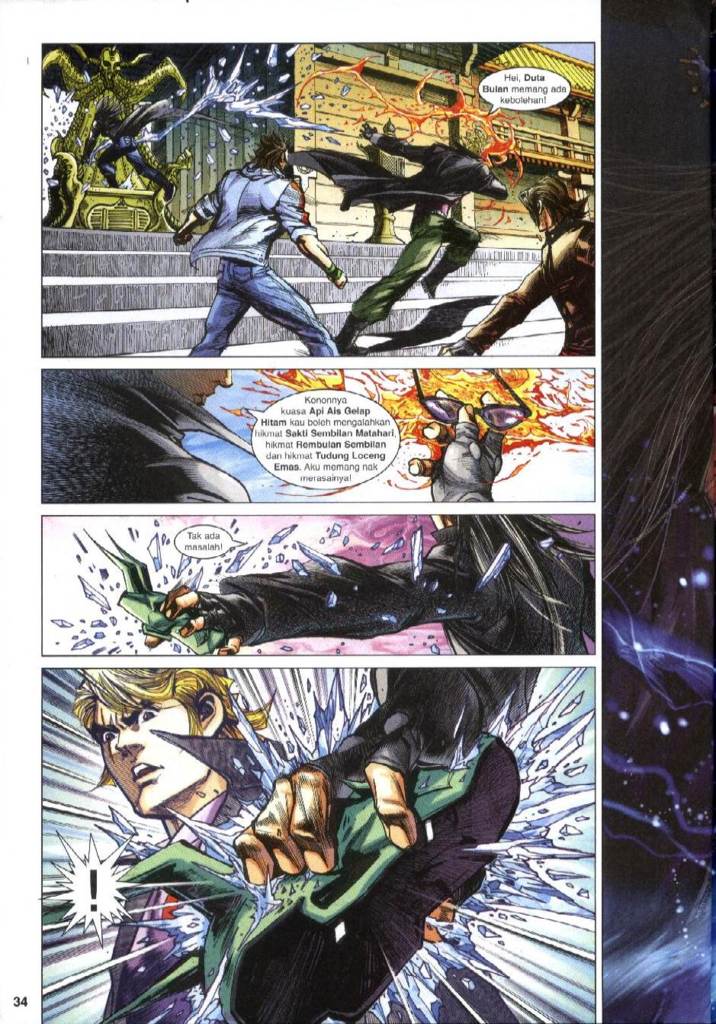 Hei, Duta
Bulan memang ada
kebolehan!
Kononnya
kuasa Api Ais Gelap
Hitam kau boleh mengalahkan
hikmat Sakti Sembilan Matahari,
hikmat Rembulan Sembilan
dan hikmat Tudung Loceng
Emas. Aku memang nak
merasainya!
Tak ada
masalah!
!
34